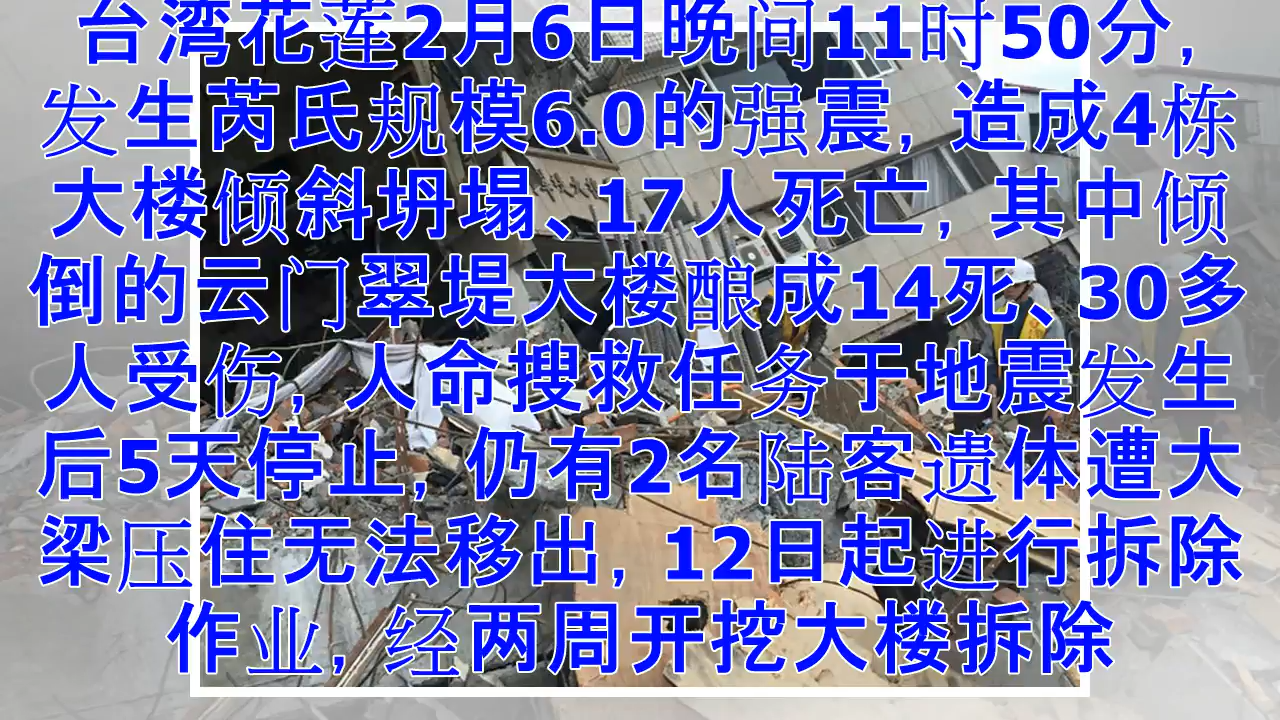 台湾花莲2月6日晚间11时50分，
发生芮氏规模6.0的强震，造成4栋
大楼倾斜坍塌、17人死亡，其中倾
倒的云门翠堤大楼酿成14死、30多
人受伤，人命搜救任务于地震发生
后5天停止，仍有2名陆客遗体遭大
梁压住无法移出，12日起进行拆除
作业，经两周开挖大楼拆除